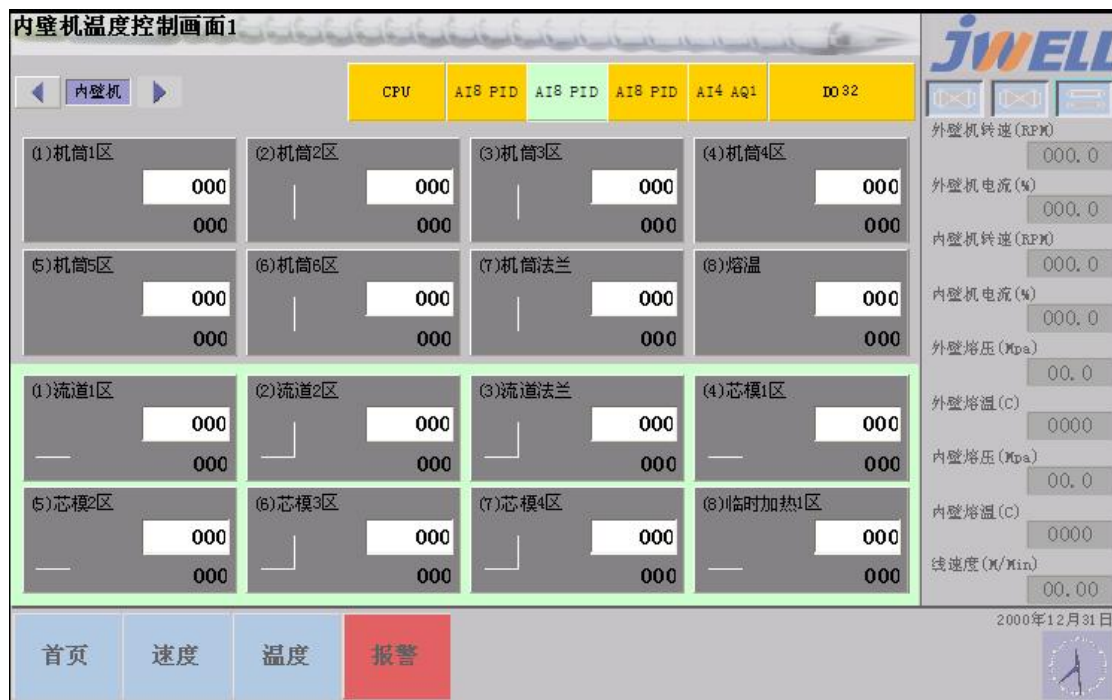 内壁机温度控制画面1
JWELL
内壁机
CPU
AI8 PID
AI8 PID
AI8 PID
AI4 AQ1
DO32
(1)机筒1区
000
000
(2)机筒2区
000
000
(3)机筒3区
000
000
(4)机筒4区
000
000
(5)机筒5区
000
000
(6)机筒6区
000
000
(7)机筒法兰
000
000
(8)熔温
000
000
(1)流道1区
000
000
(2)流道2区
000
000
(3)流道法兰
000
000
(4)芯模1区
000
000
(5)芯模2区
000
000
(6)芯模3区
000
000
(7)芯模4区
000
000
(8)临时加热1区
000
000
外壁机转速(RPM)
000.0
外壁机电流(%)
000.0
内壁机转速(RPM)
000.0
内壁机电流(%)
000.0
外壁熔压(Mpa)
00.0
外壁熔温(C)
0000
内壁熔压(Mpa)
00.0
内壁熔温(C)
0000
线速度(M/Min)
00.00
首页
速度
温度
报警
2000年12月31日